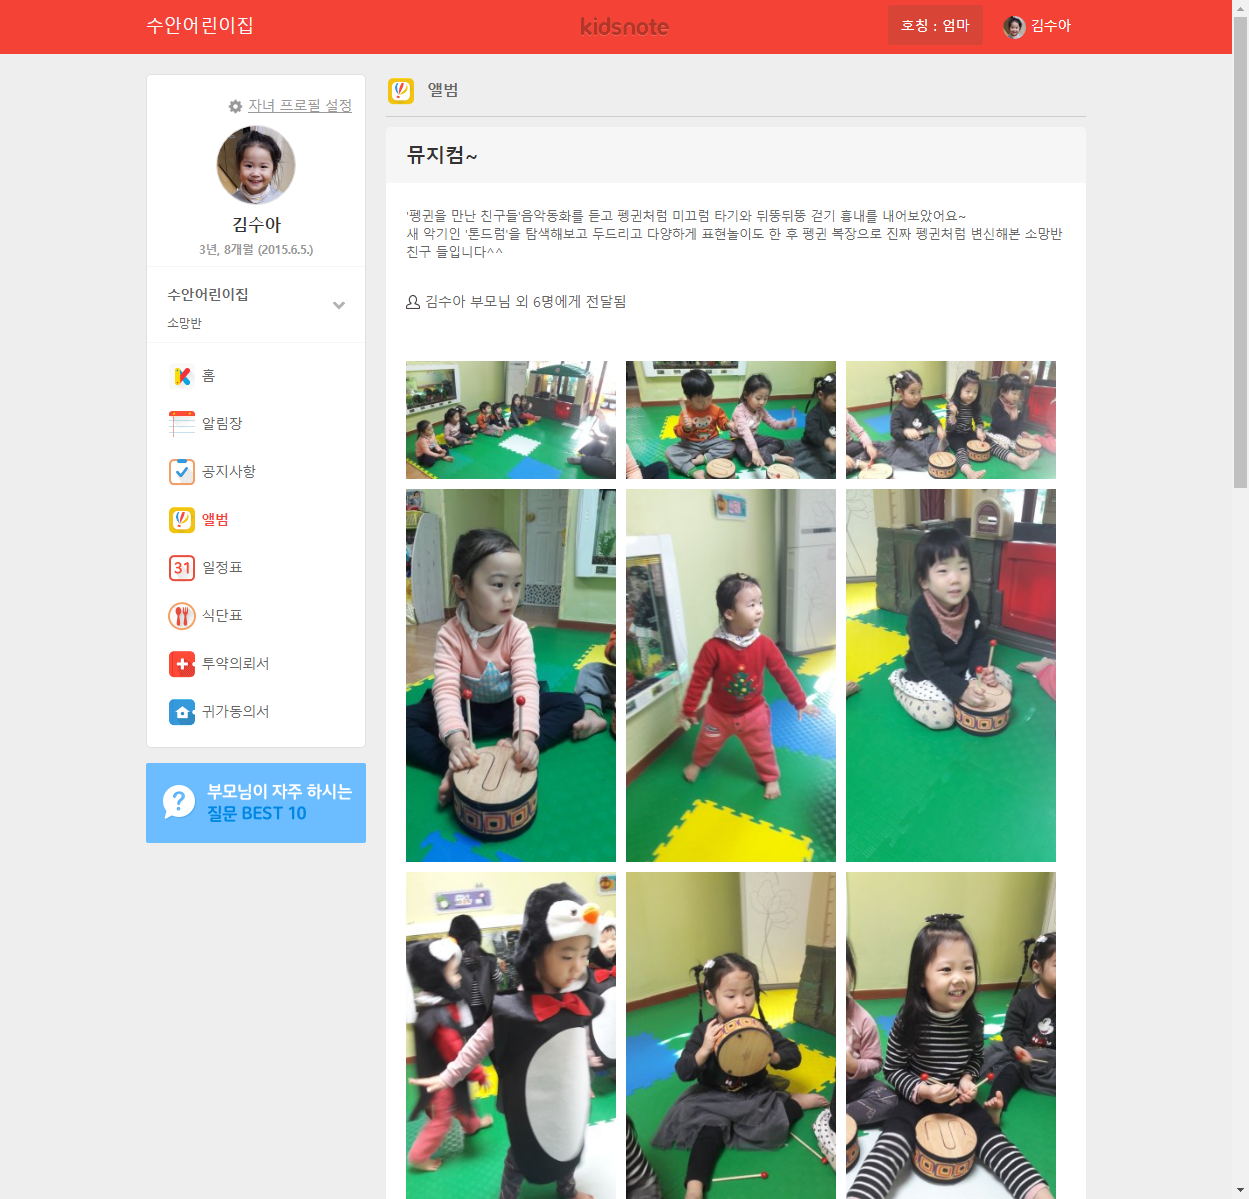 수안어린이집
kidsnote
호칭 : 엄마
김수아
자녀 프로필 설정
김수아
3년, 8개월 (2015.6.5.)
수안어린이집
소망반
홈
알림장
공지사항
앨범
31 일정표
식단표
투약의뢰서
귀가동의서
? 부모님이 자주 하시는
질문 BEST 10
앨범
뮤지컴~
'펭귄을 만난 친구들'음악동화를 듣고 펭귄처럼 미끄럼 타기와 뒤뚱뒤뚱 걷기 흉내를 내어보았어요~
새 악기인 '톤드럼'을 탐색해보고 두드리고 다양하게 표현놀이도 한 후 펭귄 복장으로 진짜 펭귄처럼 변신해본 소망반
친구 들입니다^^
김수아 부모님 외 6명에게 전달됨